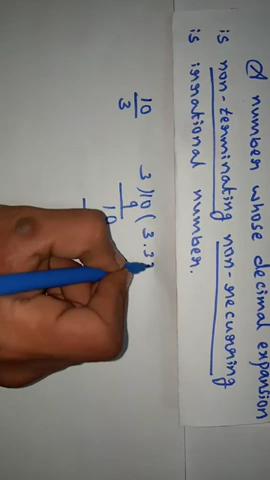 A number whose decimal expansion
is non-terminating non-recurring
is irrational number.
10
3
3)10(3.33
9
10